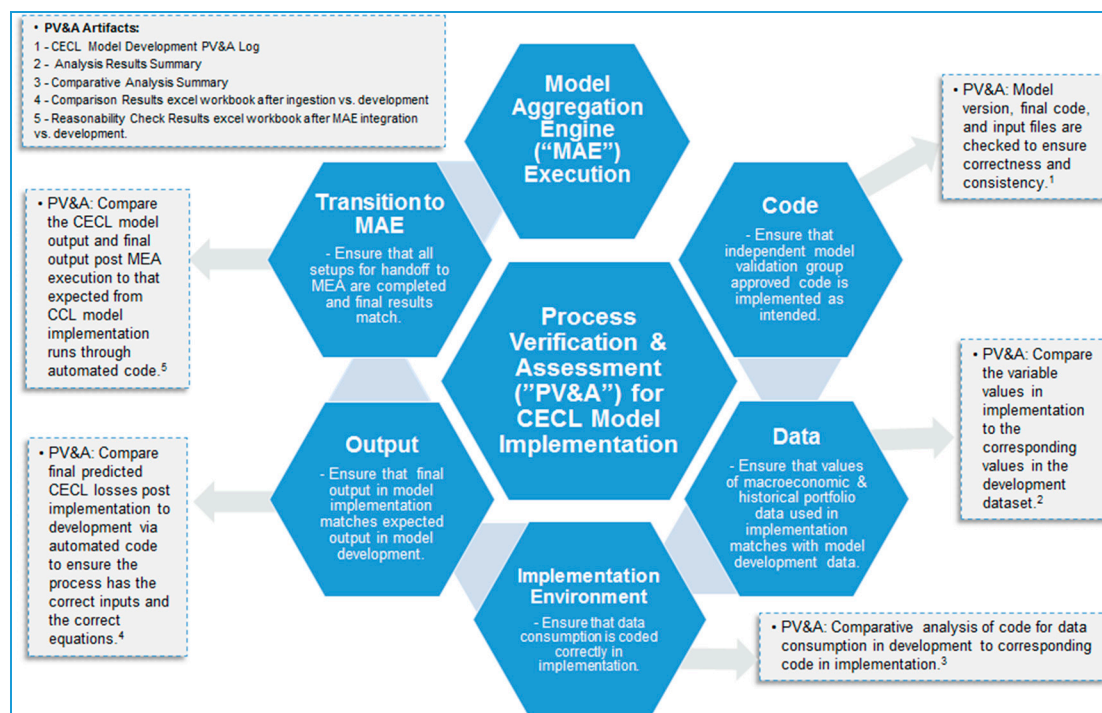 • PV&A Artifacts:
1 - CECL Model Development PV&A Log
2 - Analysis Results Summary
3 - Comparative Analysis Summary
4 - Comparison Results excel workbook after ingestion vs. development
5 - Reasonability Check Results excel workbook after MAE integration
vs. development.
Model
Aggregation
Engine
("MAE")
Execution
• PV&A: Model
version, final code,
and input files are
checked to ensure
correctness and
consistency.1
Transition to
MAE
- Ensure that all
setups for handoff to
MEA are completed
and final results
match.
Code
- Ensure that
independent model
validation group
approved code is
implemented as
intended.
• PV&A: Compare
the CECL model
output and final
output post MEA
execution to that
expected from
CCL model
implementation
runs through
automated code.5
Process
Verification &
Assessment
("PV&A") for
CECL Model
Implementation
• PV&A: Compare
the variable
values in
implementation
to the
corresponding
values in the
development
dataset.2
Output
- Ensure that final
output in model
implementation
matches expected
output in model
development.
Data
- Ensure that values
of macroeconomic &
historical portfolio
data used in
implementation
matches with model
development data.
• PV&A: Compare
final predicted
CECL losses post
implementation to
development via
automated code
to ensure the
process has the
correct inputs and
the correct
equations.4
Implementation
Environment
- Ensure that data
consumption is coded
correctly in
implementation.
• PV&A: Comparative analysis of code for data
consumption in development to corresponding
code in implementation.3